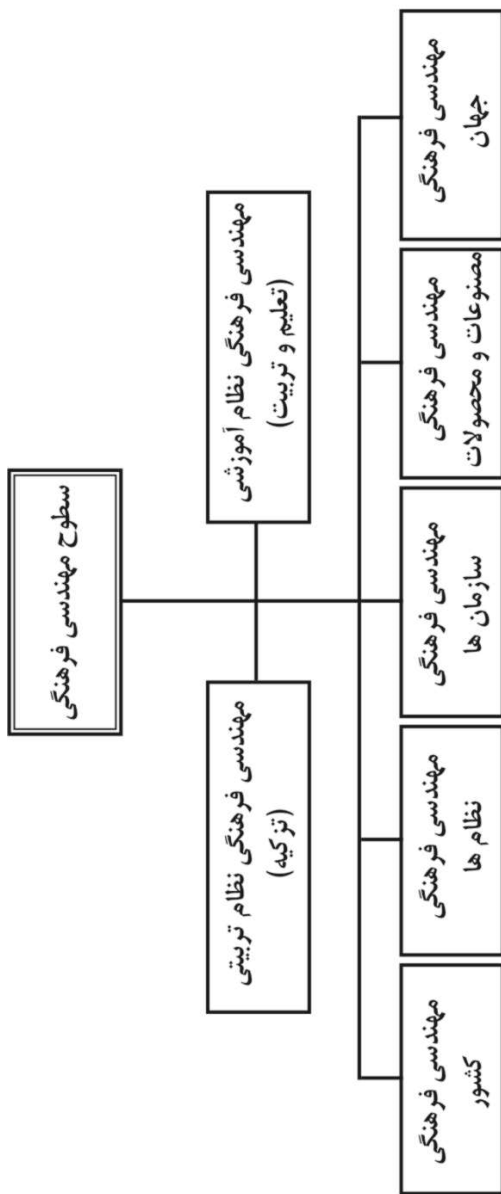 سطوح مهندسی فرهنگی
مهندسی فرهنگی نظام آموزشی
(تعلیم و تربیت)
مهندسی فرهنگی نظام تربیتی
(تزکیه)
مهندسی فرهنگی
جهان
مهندسی فرهنگی
مصنوعات و محصولات
مهندسی فرهنگی
سازمان ها
مهندسی فرهنگی
نظام ها
مهندسی فرهنگی
کشور